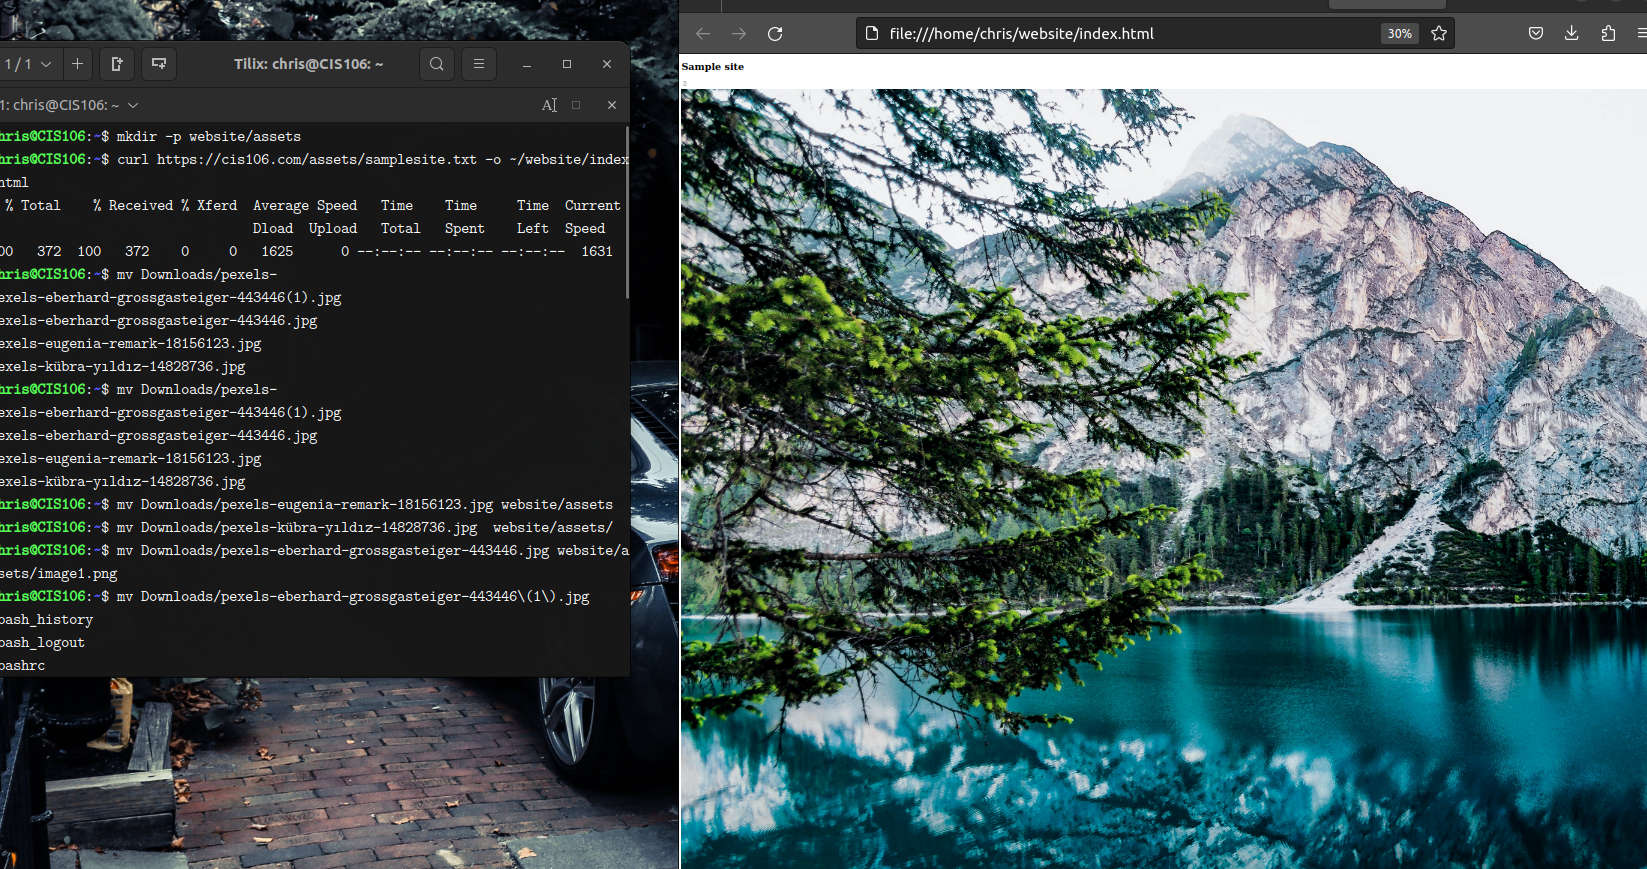 1 / 1
Tilix: chris@CIS106: ~
1: chris@CIS106: ~
hris@CIS106:~$ mkdir -p website/assets
hris@CIS106:~$ curl https://cis106.com/assets/samplesite.txt -o ~/website/index
html
% Total % Received % Xferd Average Speed Time Time Time Current
Dload Upload Total Spent Left Speed
00 372 100 372 0 0 1625 0 --:--:-- --:--:-- --:--:-- 1631
hris@CIS106:~$ mv Downloads/pexels-
exels-eberhard-grossgasteiger-443446(1).jpg
exels-eberhard-grossgasteiger-443446.jpg
exels-eugenia-remark-18156123.jpg
exels-kübra-yıldız-14828736.jpg
hris@CIS106:~$ mv Downloads/pexels-
exels-eberhard-grossgasteiger-443446(1).jpg
exels-eberhard-grossgasteiger-443446.jpg
exels-eugenia-remark-18156123.jpg
exels-kübra-yıldız-14828736.jpg
hris@CIS106:~$ mv Downloads/pexels-eugenia-remark-18156123.jpg website/assets
hris@CIS106:~$ mv Downloads/pexels-kübra-yıldız-14828736.jpg  website/assets/
hris@CIS106:~$ mv Downloads/pexels-eberhard-grossgasteiger-443446.jpg website/a
sets/image1.png
hris@CIS106:~$ mv Downloads/pexels-eberhard-grossgasteiger-443446\(1\).jpg
bash_history
bash_logout
bashrc
file:///home/chris/website/index.html
30%
Sample site